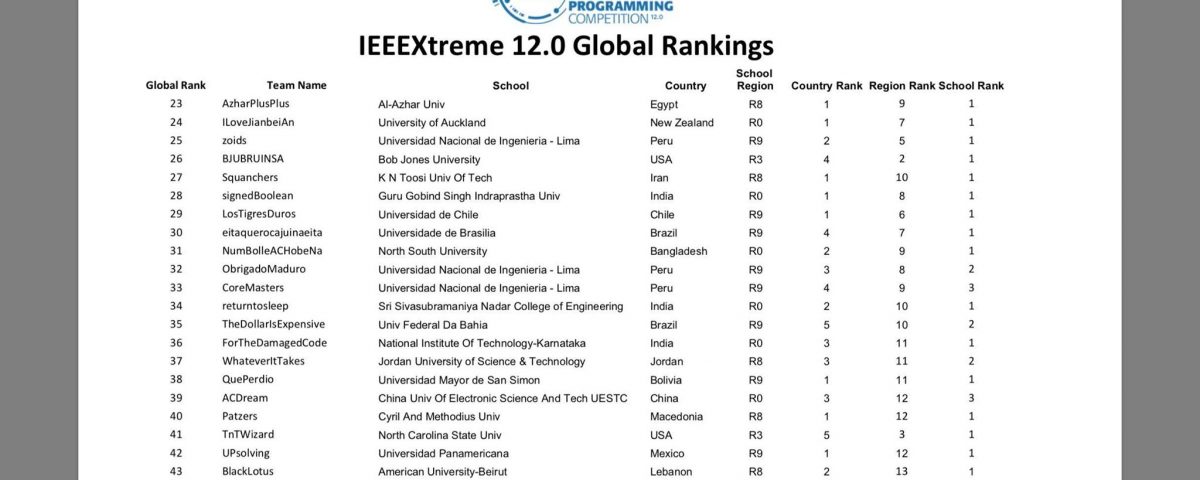 PROGRAMMING
COMPETITION 12.0
IEEEXtreme 12.0 Global Rankings
Global Rank Team Name School Country School Region Country Rank Region Rank School Rank
23 AzharPlusPlus Al-Azhar Univ Egypt R8 1 9 1
24 ILoveJianbeiAn University of Auckland New Zealand R0 1 7 1
25 zoids Universidad Nacional de Ingenieria - Lima Peru R9 2 5 1
26 BJUBRUINSA Bob Jones University USA R3 4 2 1
27 Squanchers K N Toosi Univ Of Tech Iran R8 1 10 1
28 signedBoolean Guru Gobind Singh Indraprastha Univ India R0 1 8 1
29 LosTigresDuros Universidad de Chile Chile R9 1 6 1
30 eitaquerocajuinaeita Universidade de Brasilia Brazil R9 4 7 1
31 NumBolleACHobeNa North South University Bangladesh R0 2 9 1
32 ObrigadoMaduro Universidad Nacional de Ingenieria - Lima Peru R9 3 8 2
33 CoreMasters Universidad Nacional de Ingenieria - Lima Peru R9 4 9 3
34 returntosleep Sri Sivasubramaniya Nadar College of Engineering India R0 2 10 1
35 TheDollarIsExpensive Univ Federal Da Bahia Brazil R9 5 10 2
36 ForTheDamagedCode National Institute Of Technology-Karnataka India R0 3 11 1
37 WhateverItTakes Jordan University of Science & Technology Jordan R8 3 11 2
38 QuePerdio Universidad Mayor de San Simon Bolivia R9 1 11 1
39 ACDream China Univ Of Electronic Science And Tech UESTC China R0 3 12 3
40 Patzers Cyril And Methodius Univ Macedonia R8 1 12 1
41 TnTWizard North Carolina State Univ USA R3 5 3 1
42 UPsolving Universidad Panamericana Mexico R9 1 12 1
43 BlackLotus American University-Beirut Lebanon R8 2 13 1